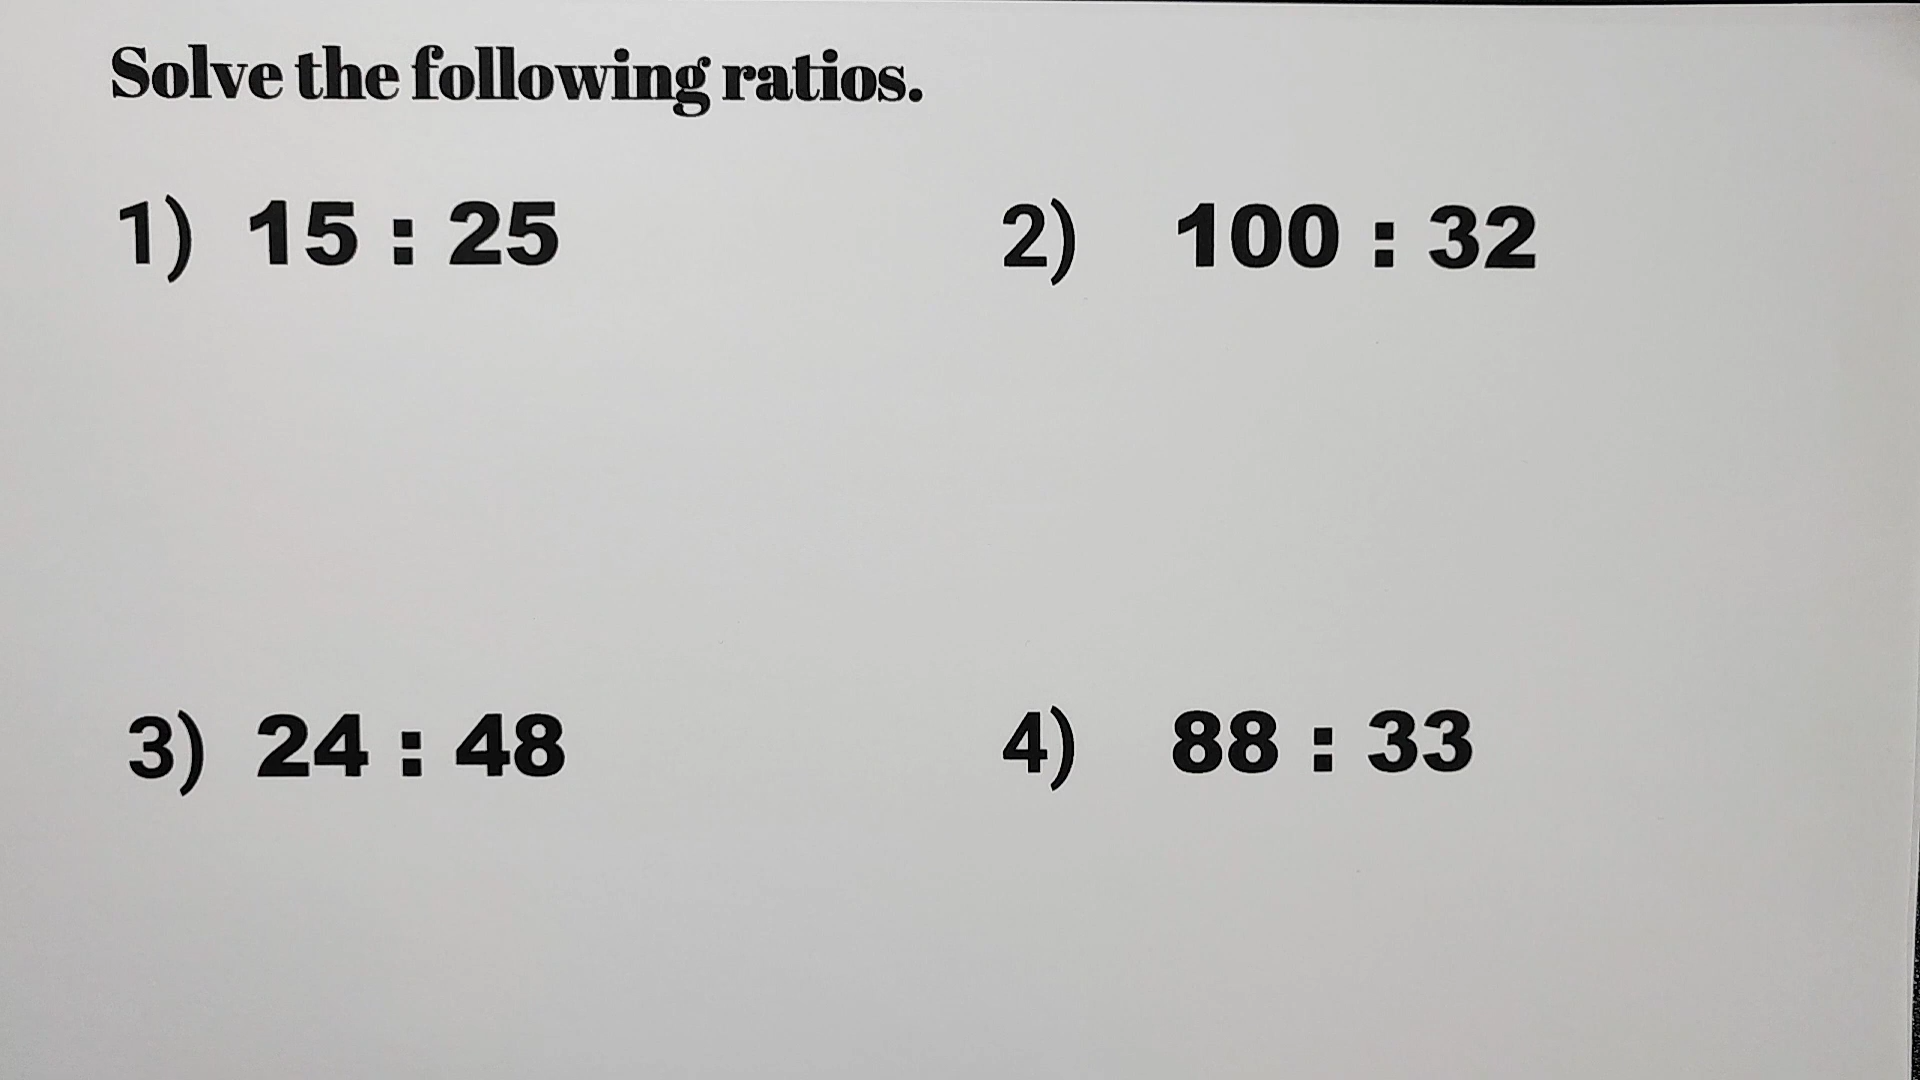 Solve the following ratios.
1) 15 : 25
2) 100 : 32
3) 24 : 48
4) 88 : 33